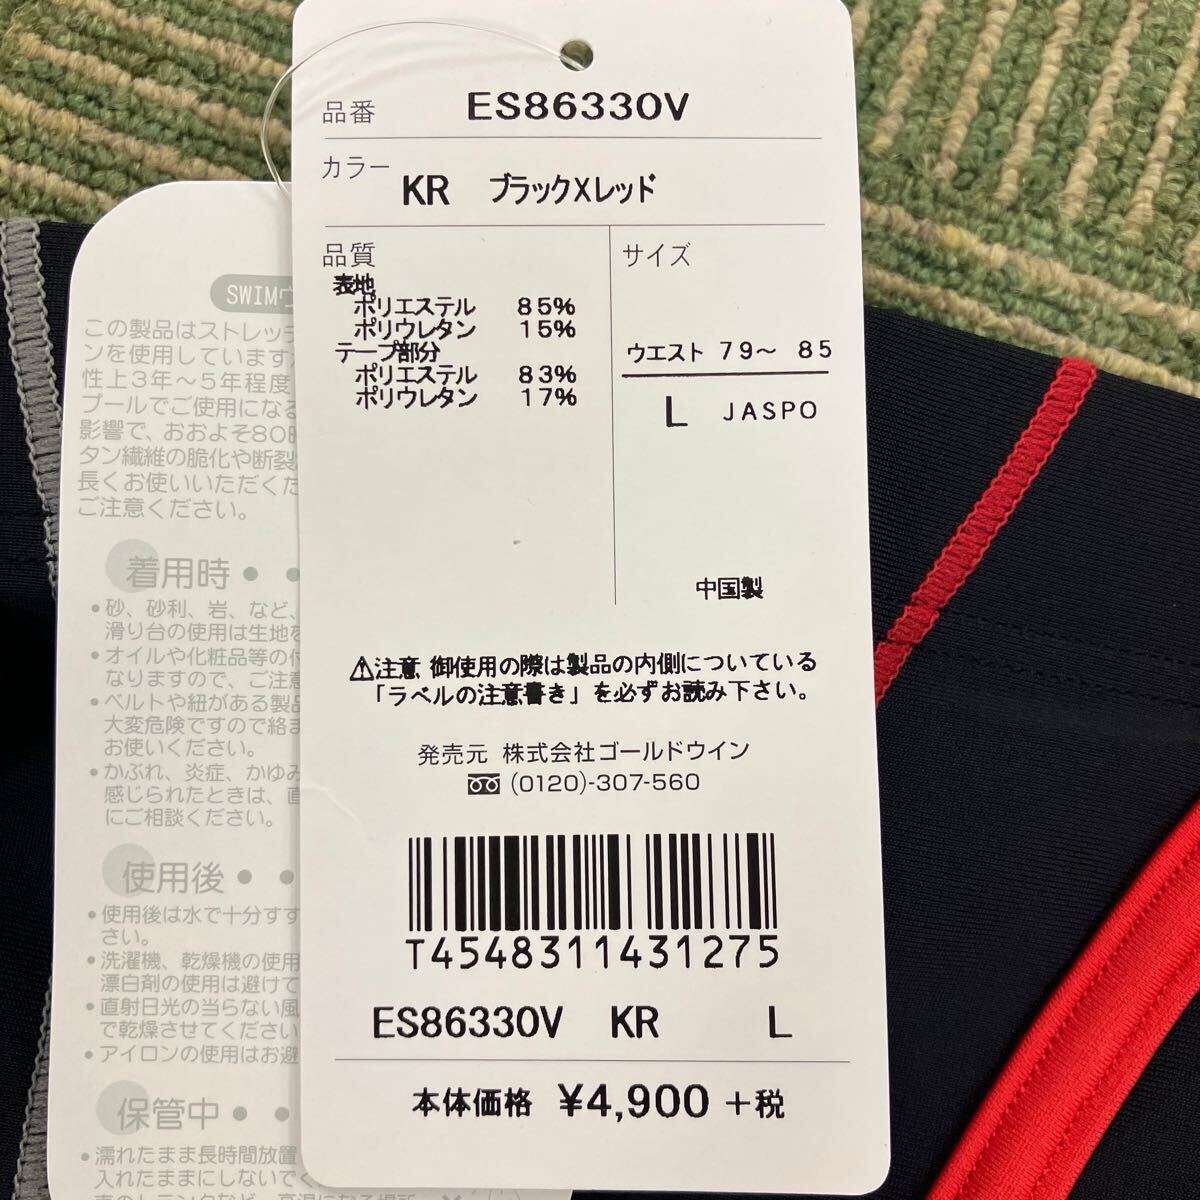 品番 ES86330V
カラー KR ブラックXレッド
品質
表地
ポリエステル 85%
ポリウレタン 15%
テープ部分
ポリエステル 83%
ポリウレタン 17%
サイズ
ウエスト 79〜 85
L JASPO
中国製
⚠注意 御使用の際は製品の内側についている
「ラベルの注意書き」を必ずお読み下さい。
発売元 株式会社ゴールドウイン
(0120)-307-560
T4548311431275
ES86330V KR L
本体価格 ¥4,900 +税
SWIM
この製品はストレッ
ンを使用しています
性上3年〜5年程度
プールでご使用になる
影響で、おおよそ80時
タン繊維の脆化や断裂
長くお使いいただくた
ご注意ください。
着用時・・
・砂、砂利、岩、など、
滑り台の使用は生地を
・オイルや化粧品等の付
なりますので、ご注意
・ベルトや紐がある製品
大変危険ですので絡ま
お使いください。
・かぶれ、炎症、かゆみ
感じられたときは、直
にご相談ください。
使用後・・
・使用後は水で十分すす
さい。
・洗濯機、乾燥機の使用
漂白剤の使用は避けて
・直射日光の当らない風
で乾燥させてください
・アイロンの使用はお避
保管中・・
・濡れたまま長時間放置
入れたままにしないでく